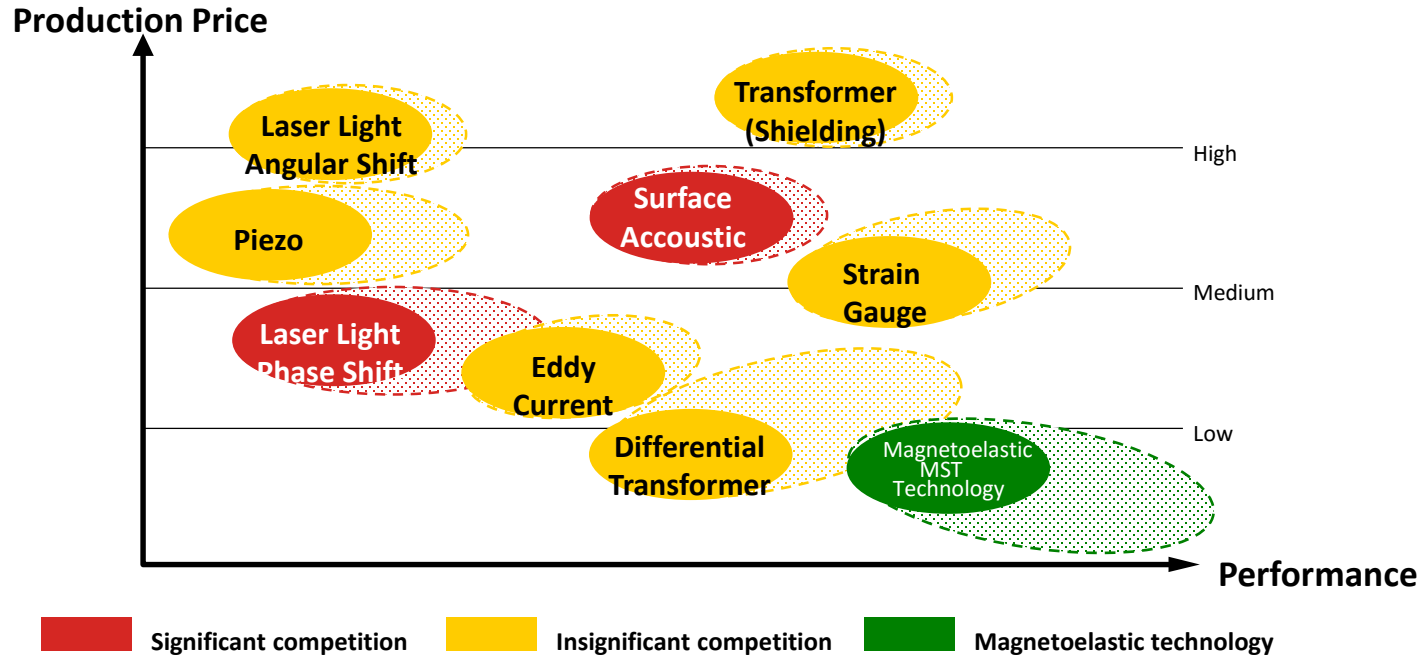 Production Price
Transformer
(Shielding)
Laser Light
Angular Shift
High
Surface
Accoustic
Piezo
Strain
Gauge
Medium
Laser Light
Phase Shift
Eddy
Current
Low
Differential
Transformer
Magnetoelastic
MST
Technology
Performance
Significant competition
Insignificant competition
Magnetoelastic technology